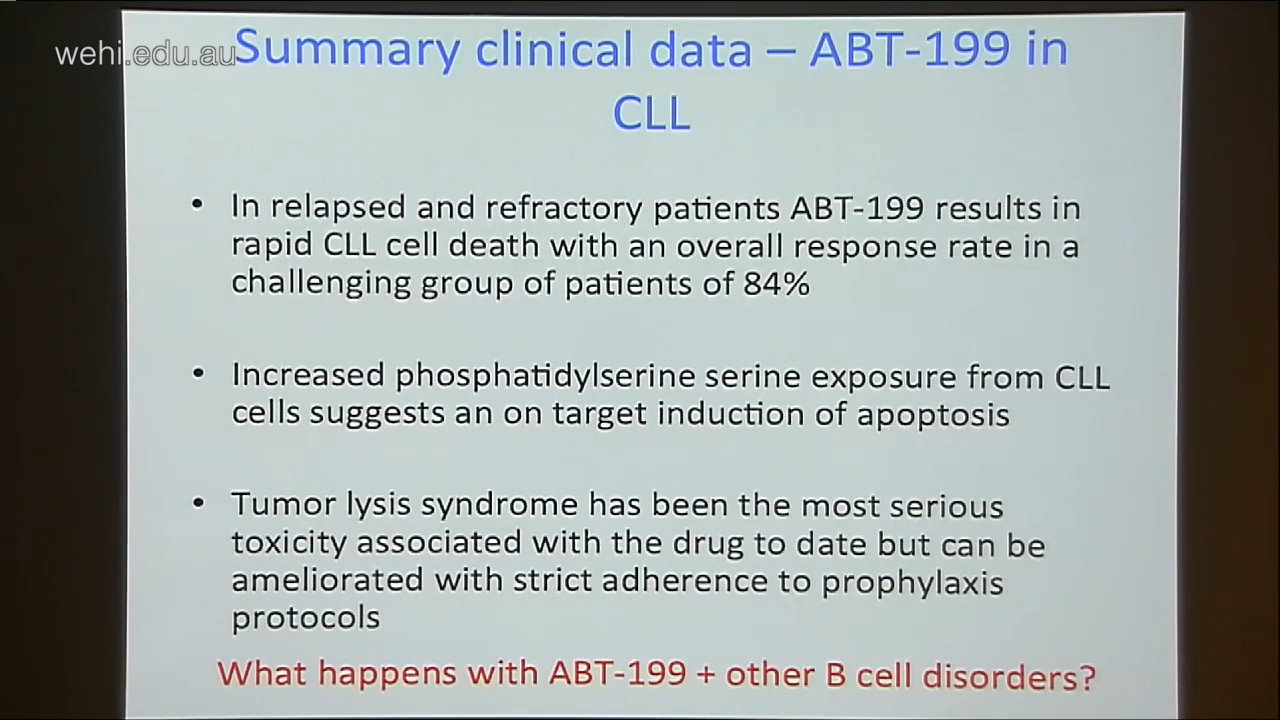 wehi.edu.au
Summary clinical data – ABT-199 in
CLL
• In relapsed and refractory patients ABT-199 results in
rapid CLL cell death with an overall response rate in a
challenging group of patients of 84%
• Increased phosphatidylserine serine exposure from CLL
cells suggests an on target induction of apoptosis
• Tumor lysis syndrome has been the most serious
toxicity associated with the drug to date but can be
ameliorated with strict adherence to prophylaxis
protocols
What happens with ABT-199 + other B cell disorders?